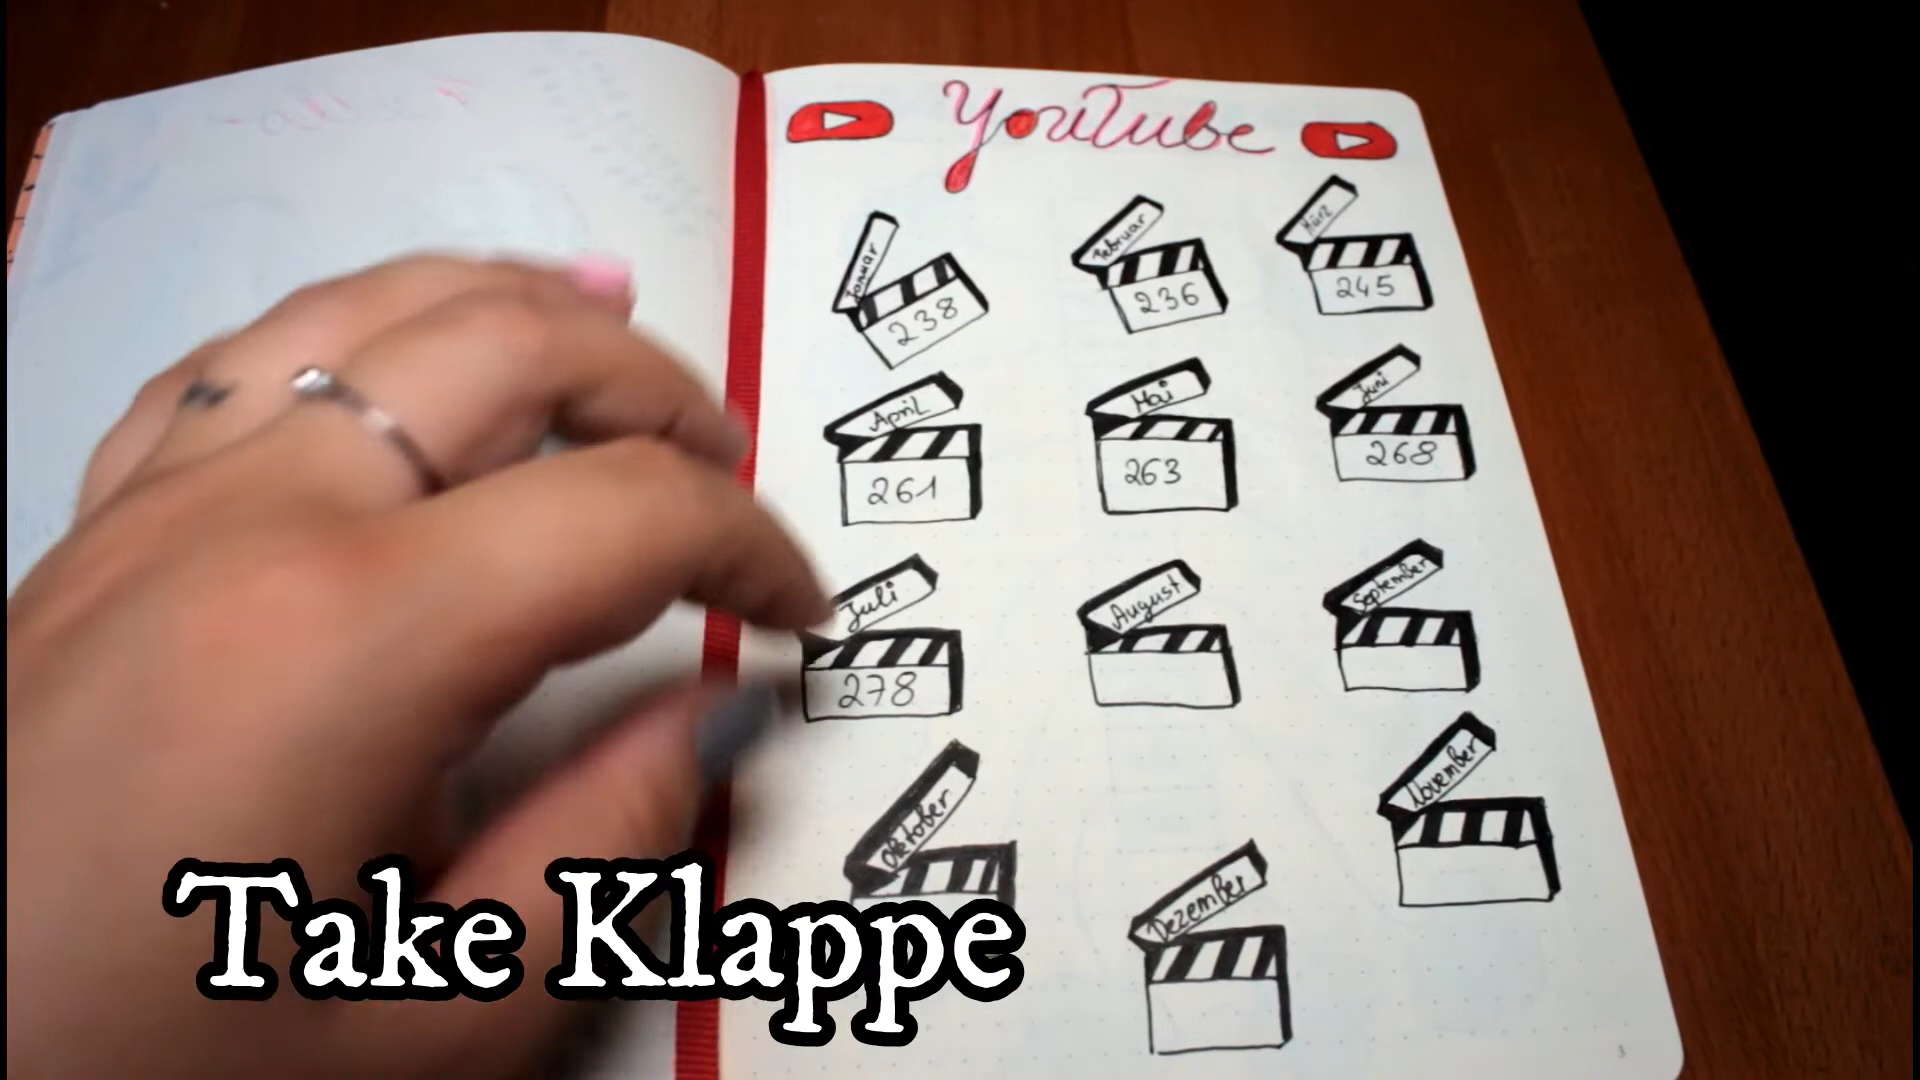 YouTube
Januar
Februar
März
238
236
245
April
Mai
Juni
261
263
268
Juli
August
September
278
Oktober
November
Dezember
Take Klappe
3